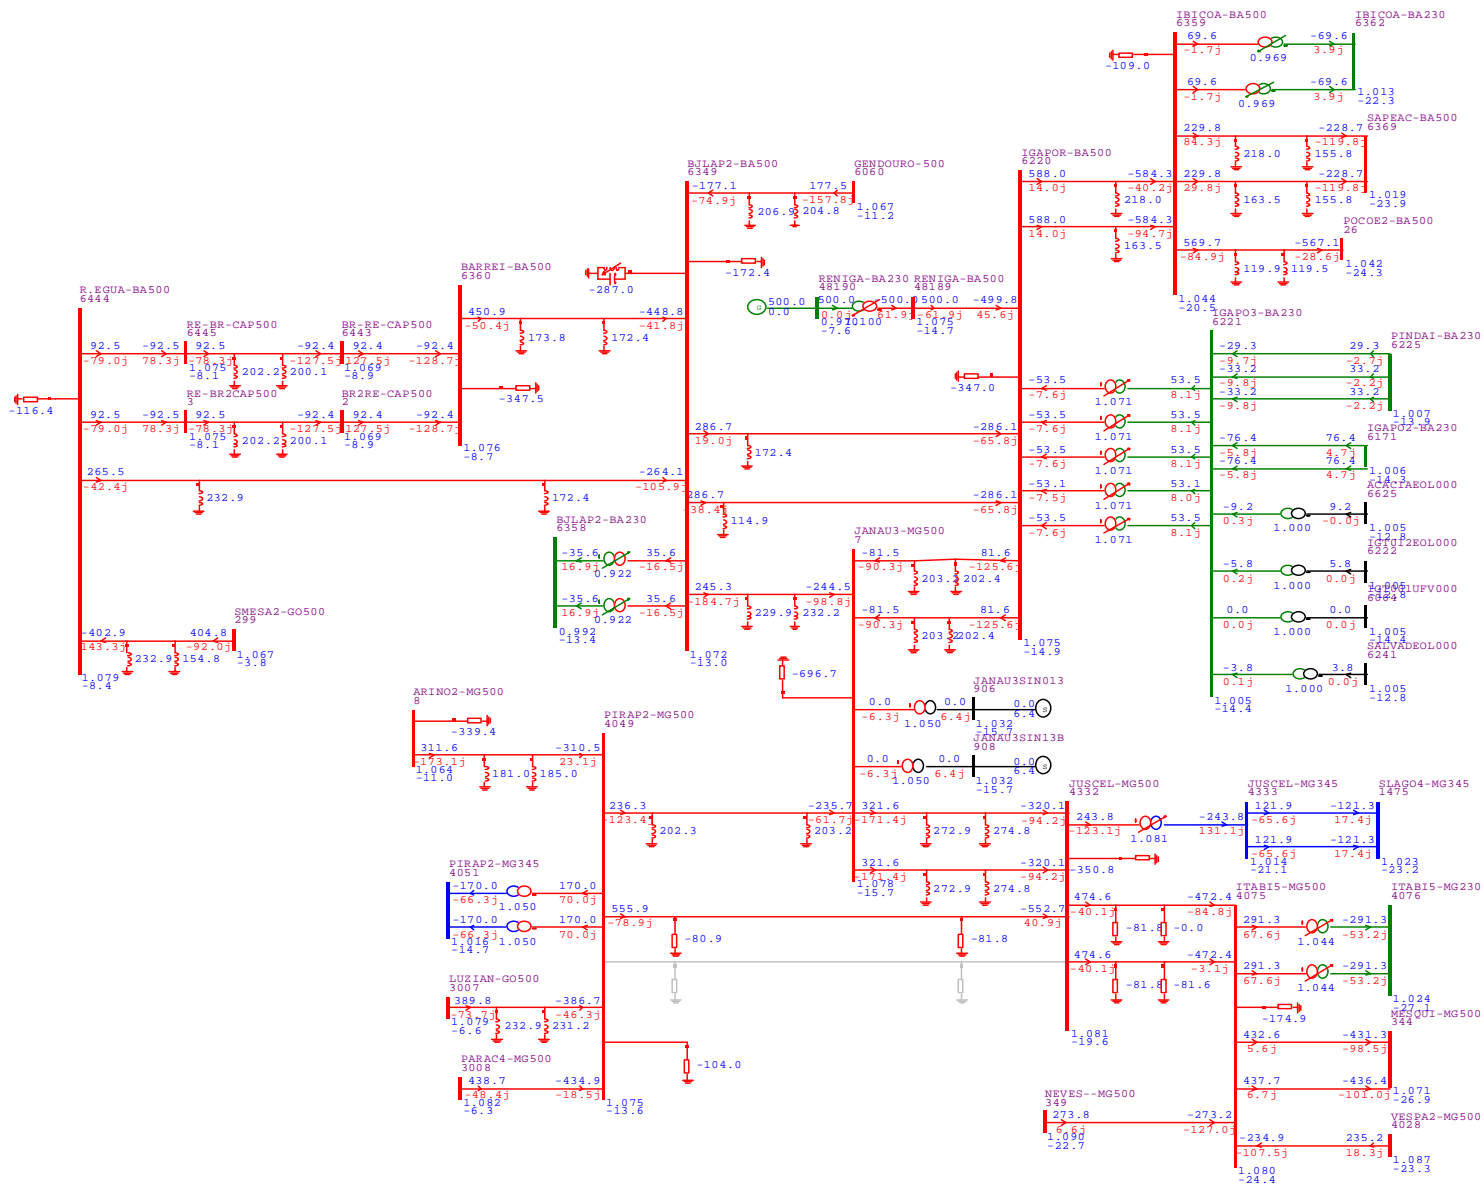 IBICOA-BA500
6359
69.6
-1.7j
-69.6
3.9j
0.969
69.6
-1.7j
-69.6
3.9j
0.969
-109.0
IBICOA-BA230
6362
1.013
-22.3
229.8
84.3j
-228.7
-119.8j
218.0
155.8
SAPEAC-BA500
6369
229.8
29.8j
-228.7
-119.8j
163.5
155.8
1.019
-23.9
POCOE2-BA500
26
569.7
-84.9j
-567.1
-28.6j
119.9
119.5
1.042
-24.3
1.044
-20.5
IGAPOR-BA500
6220
588.0
14.0j
-584.3
-40.2j
218.0
588.0
14.0j
-584.3
-94.7j
163.5
BJLAP2-BA500
6349
GENDOURO-500
6060
-177.1
-74.9j
177.5
-157.8j
206.9
204.8
1.067
-11.2
-172.4
-287.0
RENIGA-BA230
48190
RENIGA-BA500
48189
500.0
0.0
500.0
0.0j
500.0
-7.6
500.0
-61.9j
-499.8
45.6j
1.075
-14.7
-347.0
BARREI-BA500
6360
450.9
-50.4j
-448.8
-41.8j
173.8
172.4
-347.5
1.076
-8.7
R.EGUA-BA500
6444
RE-BR-CAP500
6445
BR-RE-CAP500
6443
92.5
-79.0j
-92.5
78.3j
92.5
-78.3j
-92.4
-127.5j
92.4
127.5j
-92.4
-128.7j
1.075
-8.1
202.2
200.1
1.069
-8.9
-116.4
RE-BR2CAP500
3
BR2RE-CAP500
2
92.5
-79.0j
-92.5
78.3j
92.5
-78.3j
-92.4
-127.5j
92.4
127.5j
-92.4
-128.7j
1.075
-8.1
202.2
200.1
1.069
-8.9
265.5
-42.4j
-264.1
-105.9j
232.9
172.4
286.7
19.0j
-286.1
-65.8j
172.4
286.7
38.4j
-286.1
-65.8j
114.9
BJLAP2-BA230
6358
-35.6
16.9j
35.6
-16.5j
0.922
-35.6
16.9j
35.6
-16.5j
0.922
0.992
-13.4
245.3
-184.7j
-244.5
-98.8j
229.9
232.2
1.072
-13.0
SMESA2-GO500
299
-402.9
143.3j
404.8
-92.0j
232.9
154.8
1.067
-3.8
1.079
-8.4
-53.5
-7.6j
53.5
8.1j
1.071
-53.5
-7.6j
53.5
8.1j
1.071
-53.5
-7.6j
53.5
8.1j
1.071
-53.1
-7.5j
53.1
8.0j
1.071
-53.5
-7.6j
53.5
8.1j
1.071
IGAPO3-BA230
6221
PINDAI-BA230
6225
-29.3
-9.7j
29.3
-2.7j
-33.2
-9.8j
33.2
-2.2j
-33.2
-9.8j
33.2
-2.2j
1.007
-76.4
-5.8j
76.4
4.7j
IGAPO2-BA230
6171
-76.4
-5.8j
76.4
4.7j
1.006
-14.3
ACACIAEOL000
6625
-9.2
0.3j
9.2
-0.0j
1.000
1.005
-12.8
IGT012EOL000
6222
-5.8
0.2j
5.8
0.0j
1.000
0.0
0.0j
0.0
0.0j
1.000
1.005
-14.4
SALVADEOL000
6241
-3.8
0.1j
3.8
0.0j
1.000
1.005
-12.8
1.005
-14.4
JANAU3-MG500
7
-81.5
-90.3j
81.6
-125.6j
203.2
202.4
-81.5
-90.3j
81.6
-125.6j
203.2
202.4
1.075
-14.9
-696.7
JANAU3SIN013
906
0.0
-6.3j
0.0
6.4j
1.050
0.0
6.4
1.032
-15.7
JANAU3SIN13B
908
0.0
-6.3j
0.0
6.4j
1.050
0.0
6.4
1.032
-15.7
ARINO2-MG500
8
-339.4
311.6
-173.1j
-310.5
23.1j
1.064
-11.0
181.0
185.0
PIRAP2-MG500
4049
236.3
-123.4j
-235.7
-61.7j
202.3
203.2
321.6
-171.4j
-320.1
-94.2j
272.9
274.8
321.6
-171.4j
-320.1
-94.2j
272.9
274.8
1.078
-15.7
PIRAP2-MG345
4051
-170.0
-66.3j
170.0
70.0j
1.050
-170.0
-66.3j
170.0
70.0j
1.050
1.016
-14.7
555.9
-78.9j
-552.7
40.9j
-80.9
-81.8
LUZIAN-GO500
3007
389.8
-73.7j
-386.7
-46.3j
1.079
-6.6
232.9
231.2
-104.0
PARAC4-MG500
3008
438.7
-48.4j
-434.9
-18.5j
1.082
-6.3
1.075
-13.6
JUSCEL-MG500
4332
243.8
-123.1j
-243.8
131.1j
1.081
-350.8
JUSCEL-MG345
4333
SLAGO4-MG345
1475
121.9
-65.6j
-121.3
17.4j
121.9
-65.6j
-121.3
17.4j
1.014
-21.1
1.023
-23.2
474.6
-40.1j
-472.4
-84.8j
-81.8
-0.0
474.6
-40.1j
-472.4
-3.1j
-81.8
-81.6
1.081
-19.6
ITABI5-MG500
4075
ITABI5-MG230
4076
291.3
67.6j
-291.3
-53.2j
1.044
291.3
67.6j
-291.3
-53.2j
1.044
1.024
-27.1
-174.9
MESQUI-MG500
344
432.6
5.6j
-431.3
-98.5j
437.7
6.7j
-436.4
-101.0j
1.071
-26.9
NEVES--MG500
349
273.8
6.6j
-273.2
-127.0j
1.090
-22.7
VESPA2-MG500
4028
-234.9
-107.5j
235.2
18.3j
1.087
-23.3
1.080
-24.4